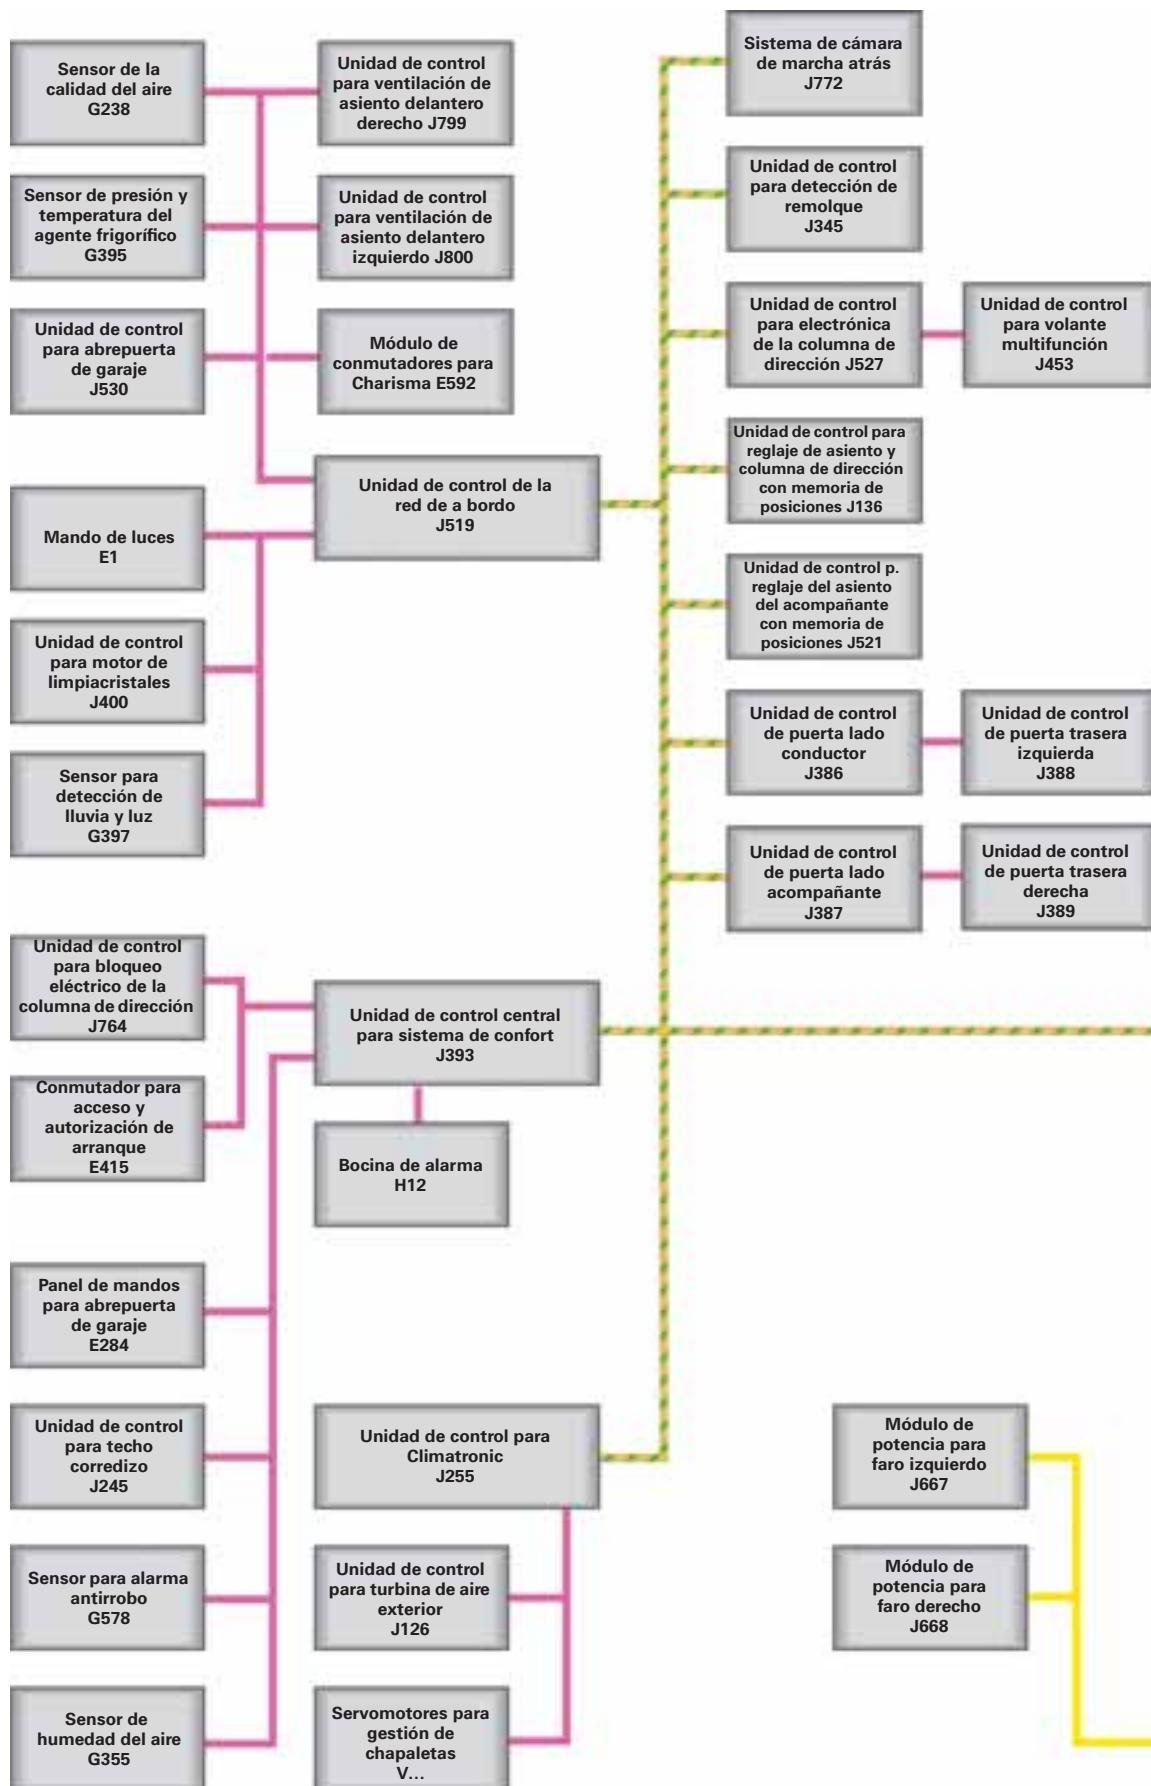 Sensor de la
calidad del aire
G238
Unidad de control
para ventilación de
asiento delantero
derecho J799
Sensor de presión y
temperatura del
agente frigorífico
G395
Unidad de control
para ventilación de
asiento delantero
izquierdo J800
Unidad de control
para abrepuerta
de garaje
J530
Módulo de
conmutadores para
Charisma E592
Unidad de control de la
red de a bordo
J519
Mando de luces
E1
Unidad de control
para motor de
limpiacristales
J400
Sensor para
detección de
lluvia y luz
G397
Sistema de cámara
de marcha atrás
J772
Unidad de control
para detección de
remolque
J345
Unidad de control
para electrónica
de la columna de
dirección J527
Unidad de control
para volante
multifunción
J453
Unidad de control para
reglaje de asiento y
columna de dirección
con memoria de
posiciones J136
Unidad de control p.
reglaje del asiento
del acompañante
con memoria de
posiciones J521
Unidad de control
de puerta lado
conductor
J386
Unidad de control
de puerta trasera
izquierda
J388
Unidad de control
de puerta lado
acompañante
J387
Unidad de control
de puerta trasera
derecha
J389
Unidad de control
para bloqueo
eléctrico de la
columna de dirección
J764
Unidad de control central
para sistema de confort
J393
Conmutador para
acceso y
autorización de
arranque
E415
Bocina de alarma
H12
Panel de mandos
para abrepuerta
de garaje
E284
Unidad de control
para techo
corredizo
J245
Unidad de control para
Climatronic
J255
Sensor para alarma
antirrobo
G578
Unidad de control
para turbina de aire
exterior
J126
Sensor de
humedad del aire
G355
Servomotores para
gestión de
chapaletas
V...
Módulo de
potencia para
faro izquierdo
J667
Módulo de
potencia para
faro derecho
J668